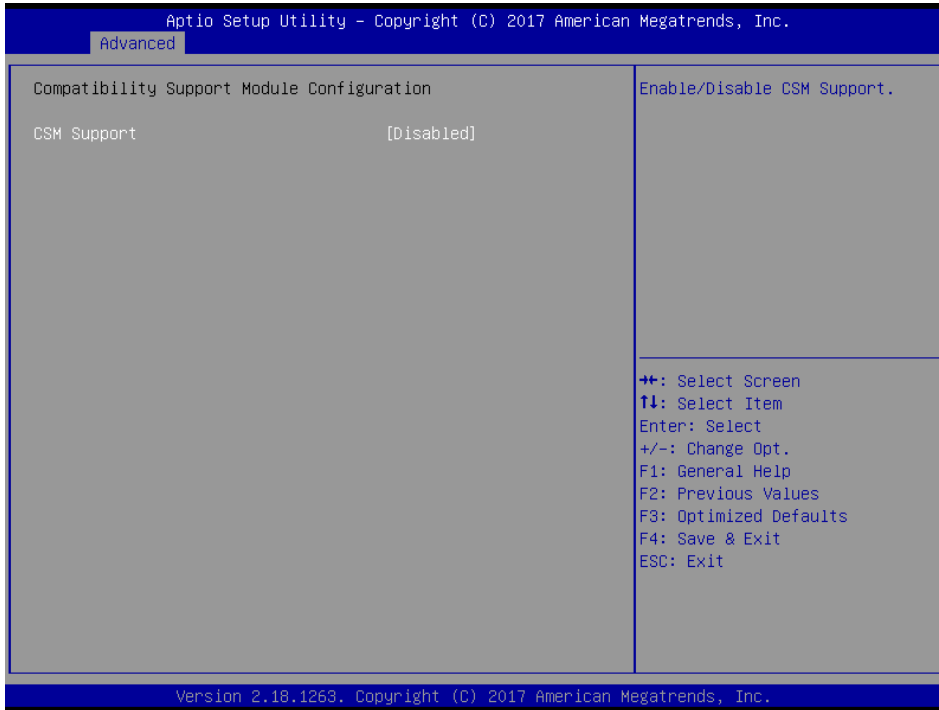 Aptio Setup Utility – Copyright (C) 2017 American Megatrends, Inc.
Advanced
Compatibility Support Module Configuration
CSM Support [Disabled]
Enable/Disable CSM Support.
→←: Select Screen
↑↓: Select Item
Enter: Select
+/-: Change Opt.
F1: General Help
F2: Previous Values
F3: Optimized Defaults
F4: Save & Exit
ESC: Exit
Version 2.18.1263. Copyright (C) 2017 American Megatrends, Inc.